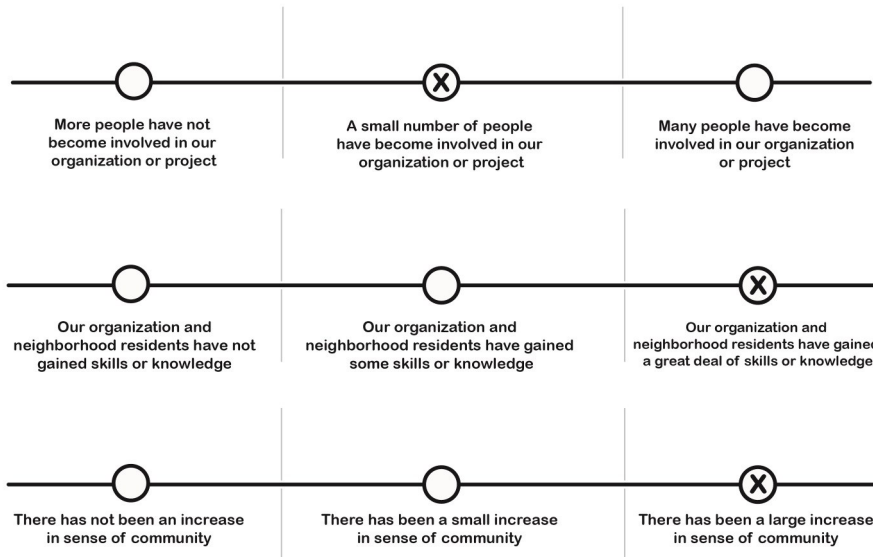 X
More people have not
become involved in our
organization or project
A small number of people
have become involved in our
organization or project
Many people have become
involved in our organization
or project
X
Our organization and
neighborhood residents have not
gained skills or knowledge
Our organization and
neighborhood residents have gained
some skills or knowledge
Our organization and
neighborhood residents have gained
a great deal of skills or knowledge
X
There has not been an increase
in sense of community
There has been a small increase
in sense of community
There has been a large increase
in sense of community